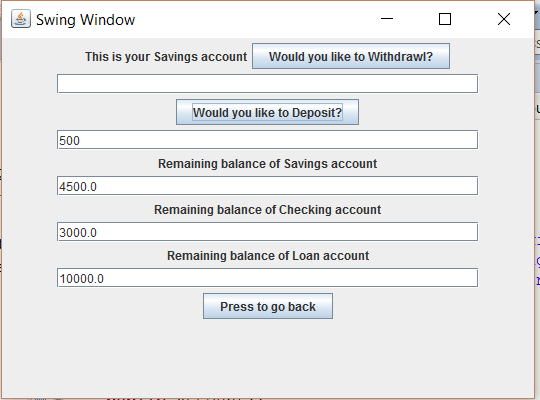 Swing Window
This is your Savings account Would you like to Withdrawl?
Would you like to Deposit?
500
Remaining balance of Savings account
4500.0
Remaining balance of Checking account
3000.0
Remaining balance of Loan account
10000.0
Press to go back